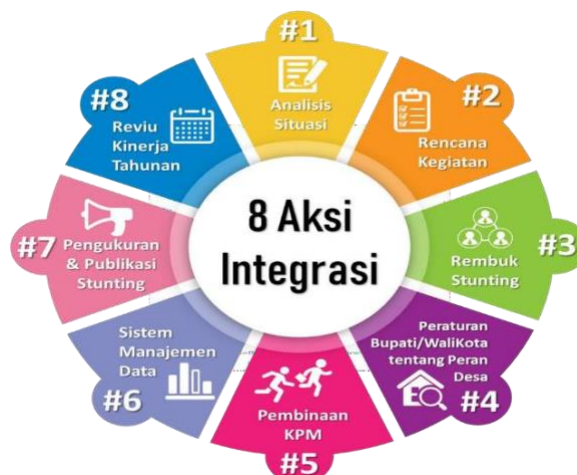 8 Aksi
Integrasi
#1
Analisis
Situasi
#2
Rencana
Kegiatan
#3
Rembuk
Stunting
Peraturan
Bupati/WaliKota
tentang Peran
Desa
#4
Pembinaan
KPM
#5
Sistem
Manajemen
Data
#6
#7
Pengukuran
& Publikasi
Stunting
#8
Reviu
Kinerja
Tahunan